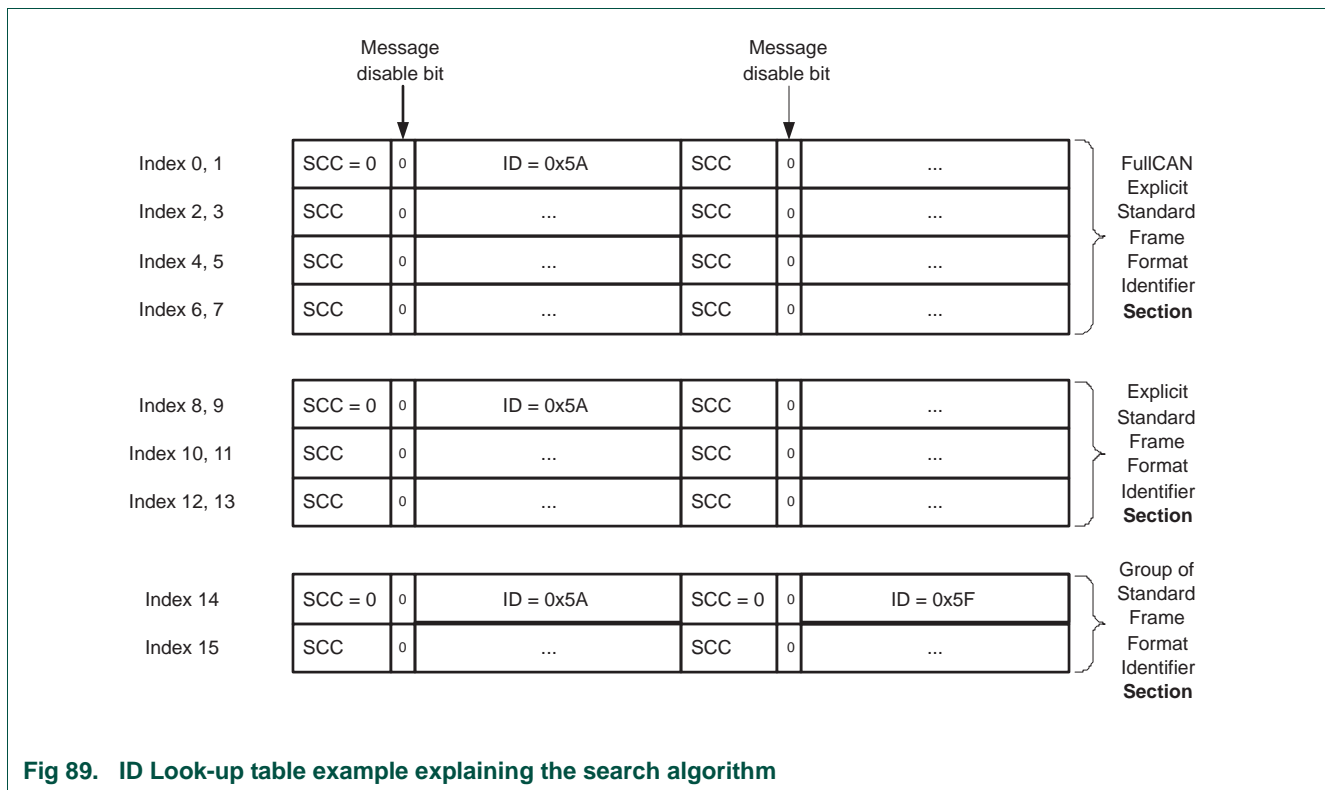 Message
disable bit
Message
disable bit
Index 0, 1 SCC = 0 0 ID = 0x5A SCC 0 ...
Index 2, 3 SCC 0 ... SCC 0 ...
Index 4, 5 SCC 0 ... SCC 0 ...
Index 6, 7 SCC 0 ... SCC 0 ...
FullCAN
Explicit
Standard
Frame
Format
Identifier
Section
Index 8, 9 SCC = 0 0 ID = 0x5A SCC 0 ...
Index 10, 11 SCC 0 ... SCC 0 ...
Index 12, 13 SCC 0 ... SCC 0 ...
Explicit
Standard
Frame
Format
Identifier
Section
Index 14 SCC = 0 0 ID = 0x5A SCC = 0 0 ID = 0x5F
Index 15 SCC 0 ... SCC 0 ...
Group of
Standard
Frame
Format
Identifier
Section
Fig 89. ID Look-up table example explaining the search algorithm